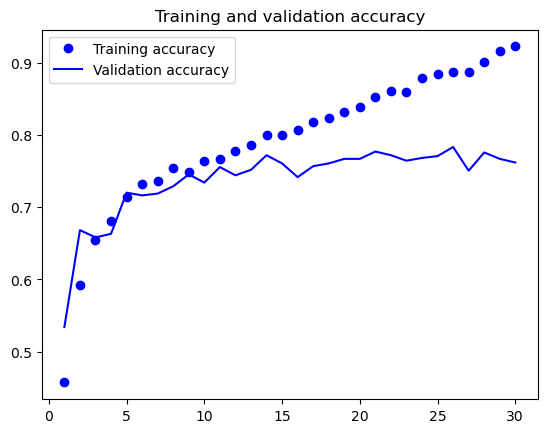 Training and validation accuracy
Training accuracy
Validation accuracy
0.9
0.8
0.7
0.6
0.5
0 5 10 15 20 25 30